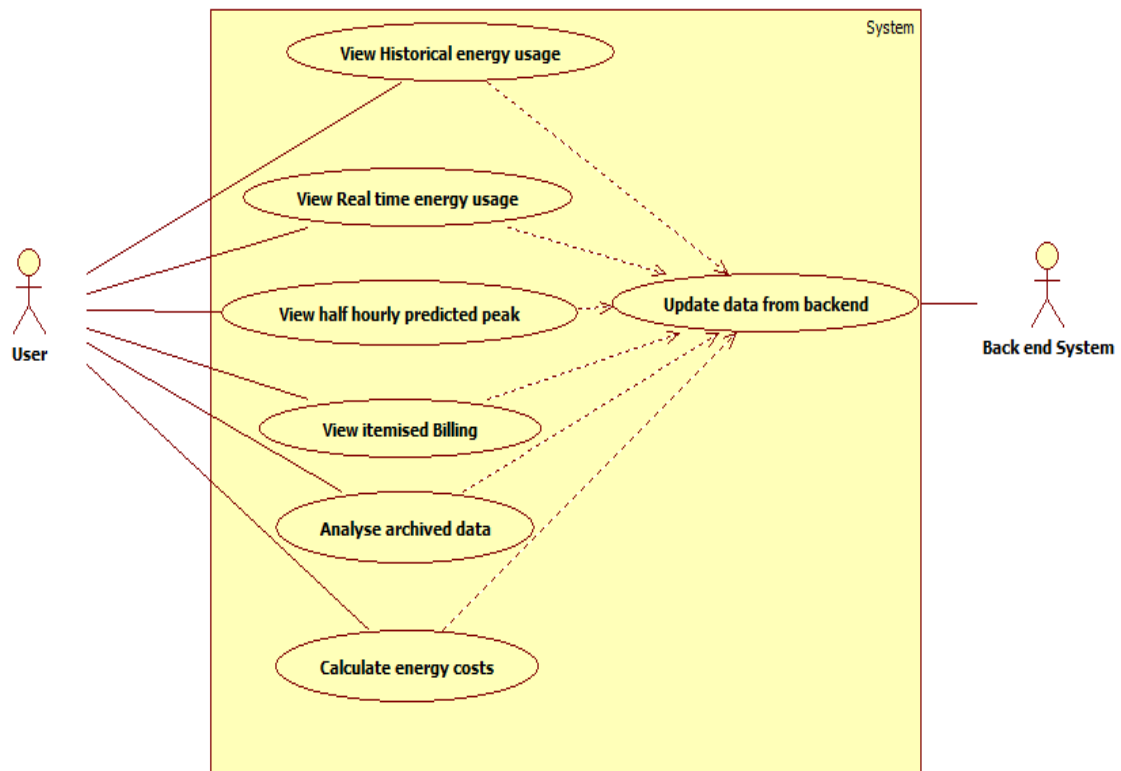 System
View Historical energy usage
View Real time energy usage
View half hourly predicted peak
Update data from backend
User
Back end System
View itemised Billing
Analyse archived data
Calculate energy costs